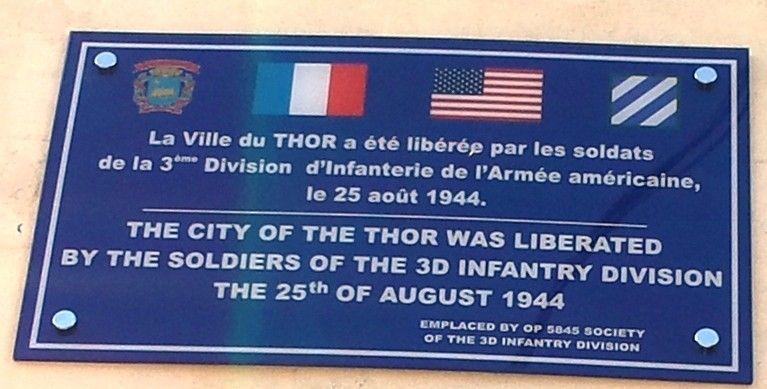 La Ville du THOR a été libérée par les soldats
de la 3ème Division d'Infanterie de l'Armée américaine,
le 25 août 1944.
THE CITY OF THE THOR WAS LIBERATED
BY THE SOLDIERS OF THE 3D INFANTRY DIVISION
THE 25th OF AUGUST 1944
EMPLACED BY OP 5845 SOCIETY
OF THE 3D INFANTRY DIVISION